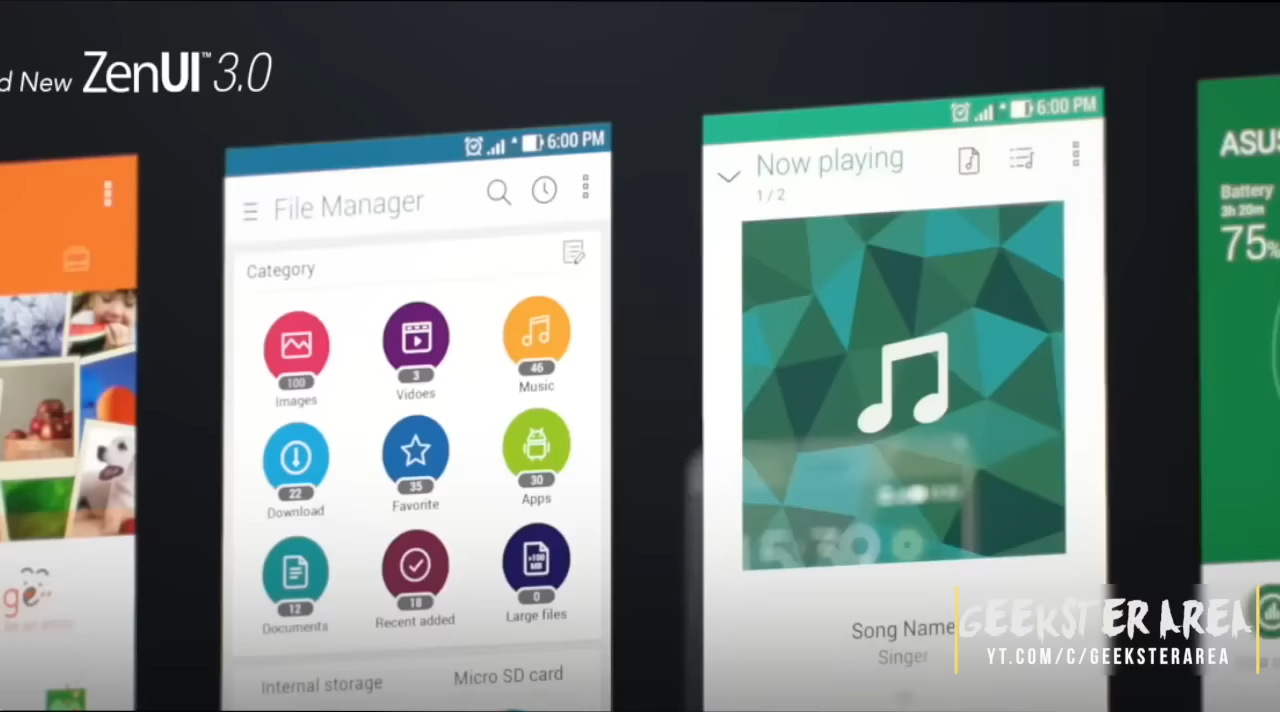 d New ZenUI™ 3.0
6:00 PM
File Manager
Category
100
Images
3
Vidoes
46
Music
22
Download
35
Favorite
30
Apps
12
Documents
18
Recent added
>100 MB
0
Large files
Internal storage
Micro SD card
6:00 PM
Now playing
1 / 2
Song Name
Singer
ASUS
Battery
3h 20m
75%
GEEKSTER AREA
YT.COM/C/GEEKSTERAREA